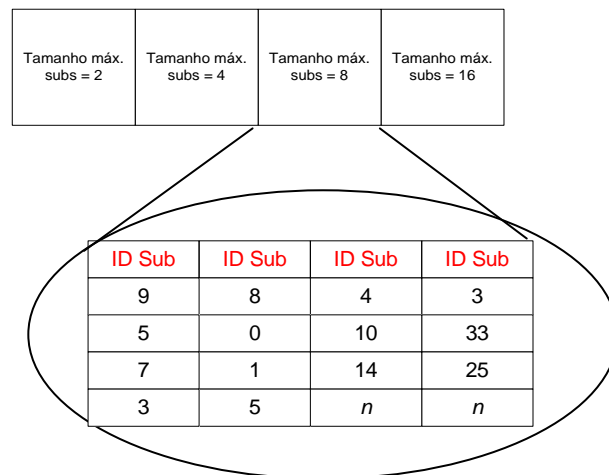 Tamanho máx. Tamanho máx. Tamanho máx. Tamanho máx.
subs = 2 subs = 4 subs = 8 subs = 16
ID Sub ID Sub ID Sub ID Sub
9 8 4 3
5 0 10 33
7 1 14 25
3 5 n n